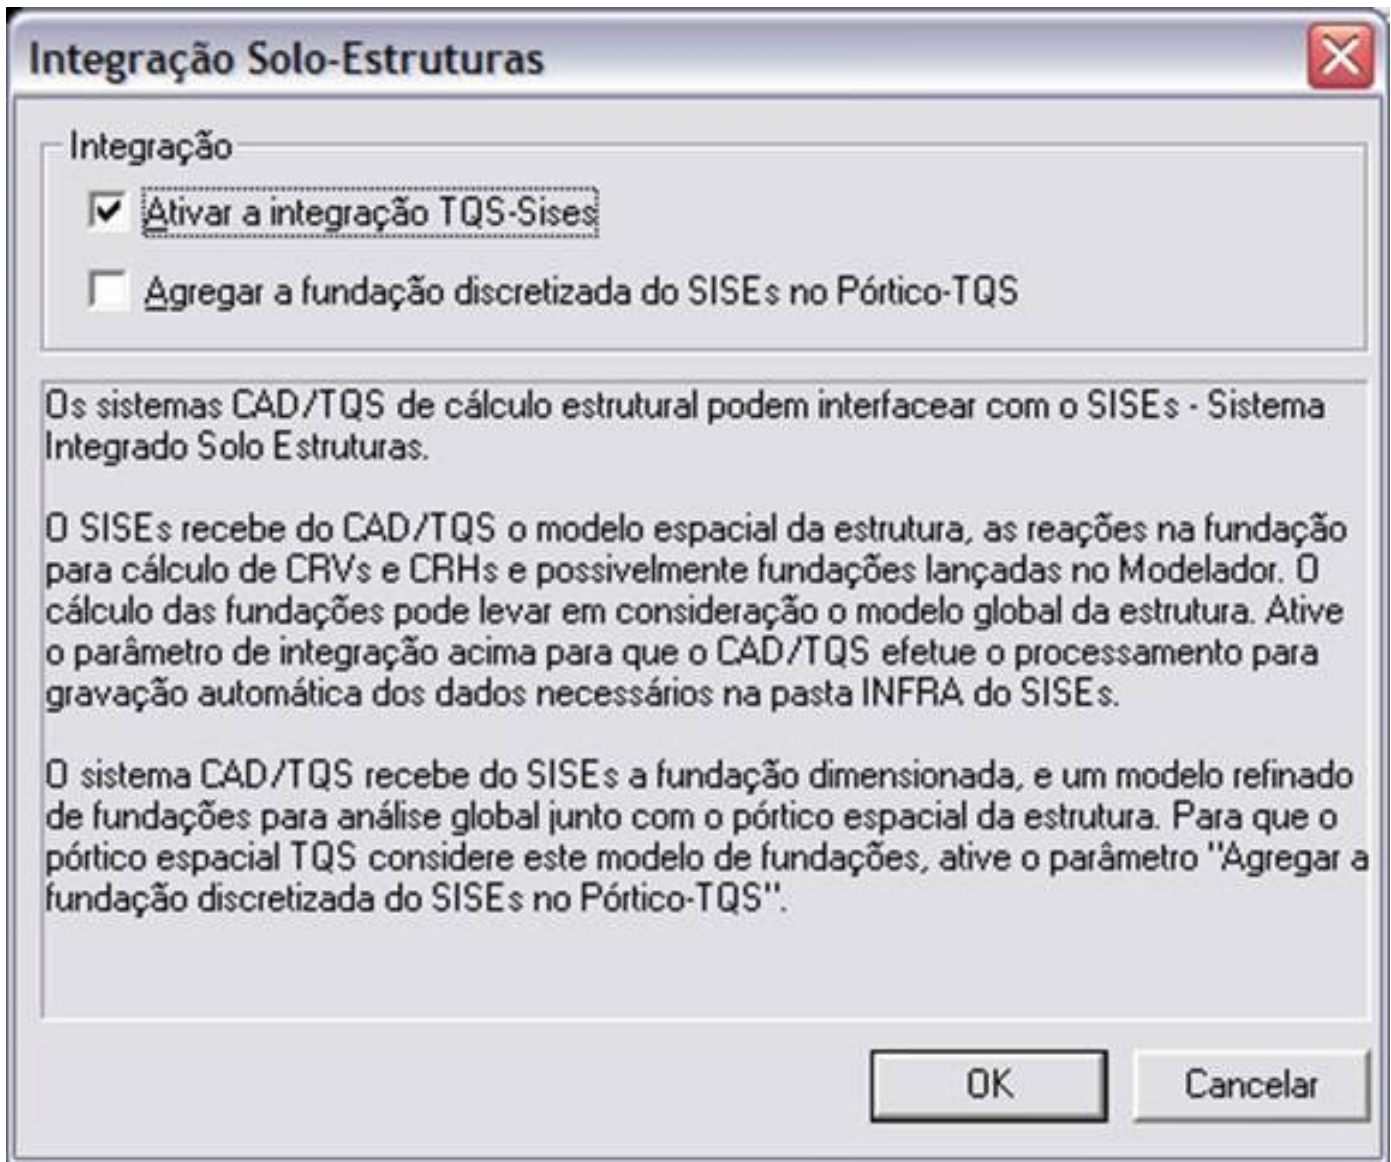 Integração Solo-Estruturas
Integração
Ativar a integração TQS-Sises
Agregar a fundação discretizada do SISEs no Pórtico-TQS
Os sistemas CAD/TQS de cálculo estrutural podem interfacear com o SISEs - Sistema
Integrado Solo Estruturas.
O SISEs recebe do CAD/TQS o modelo espacial da estrutura, as reações na fundação
para cálculo de CRVs e CRHs e possivelmente fundações lançadas no Modelador. O
cálculo das fundações pode levar em consideração o modelo global da estrutura. Ative
o parâmetro de integração acima para que o CAD/TQS efetue o processamento para
gravação automática dos dados necessários na pasta INFRA do SISEs.
O sistema CAD/TQS recebe do SISEs a fundação dimensionada, e um modelo refinado
de fundações para análise global junto com o pórtico espacial da estrutura. Para que o
pórtico espacial TQS considere este modelo de fundações, ative o parâmetro "Agregar a
fundação discretizada do SISEs no Pórtico-TQS".
OK
Cancelar